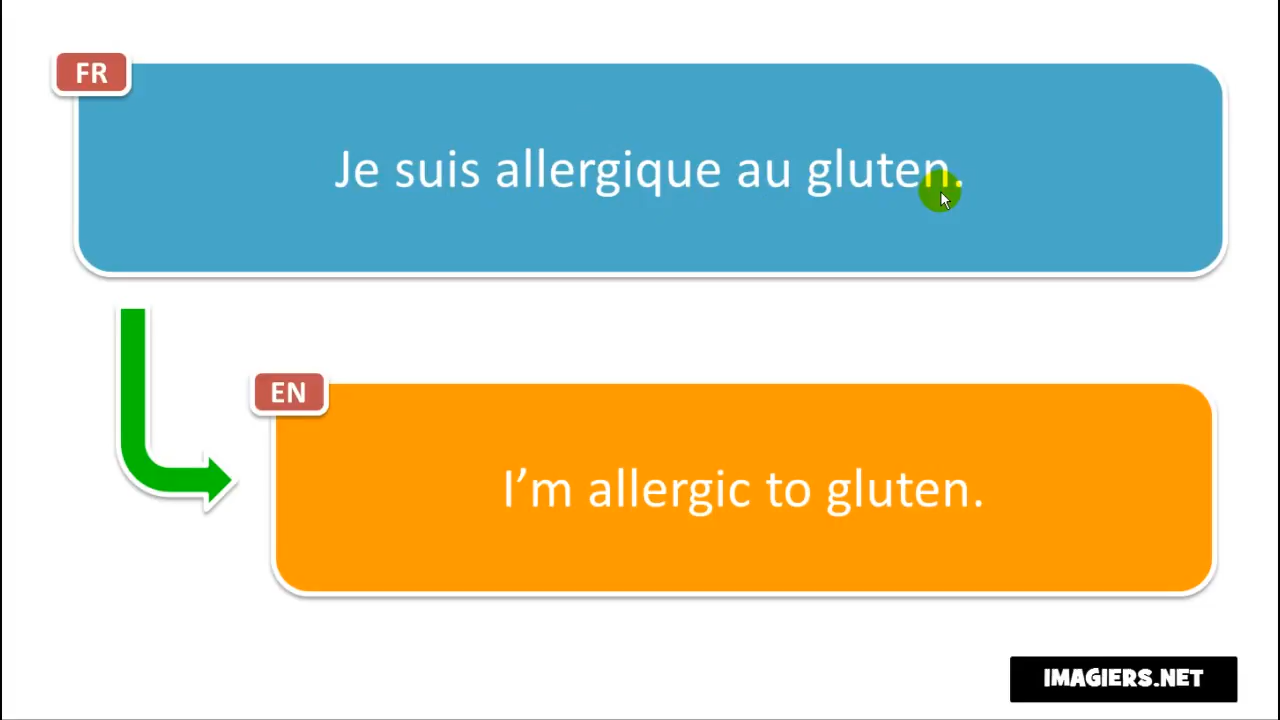 FR
Je suis allergique au gluten.
EN
I’m allergic to gluten.
IMAGIERS.NET